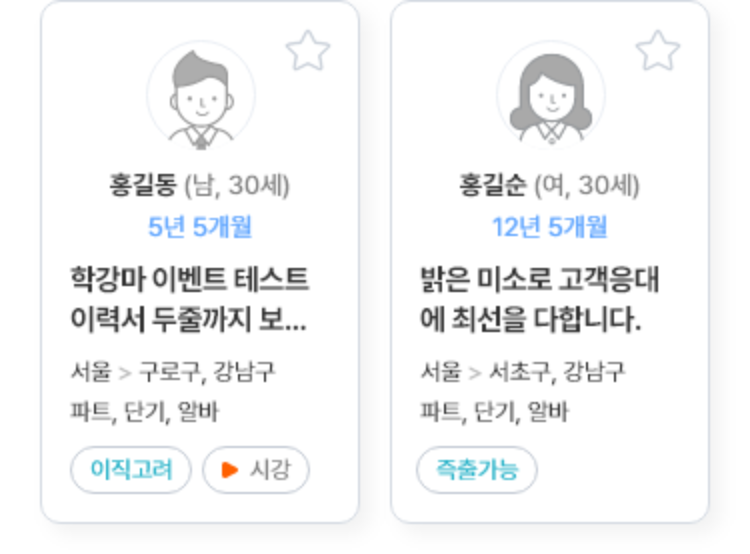 홍길동 (남, 30세)
5년 5개월
학강마 이벤트 테스트
이력서 두줄까지 보...
서울 > 구로구, 강남구
파트, 단기, 알바
이직고려
시강
홍길순 (여, 30세)
12년 5개월
밝은 미소로 고객응대
에 최선을 다합니다.
서울 > 서초구, 강남구
파트, 단기, 알바
즉출가능